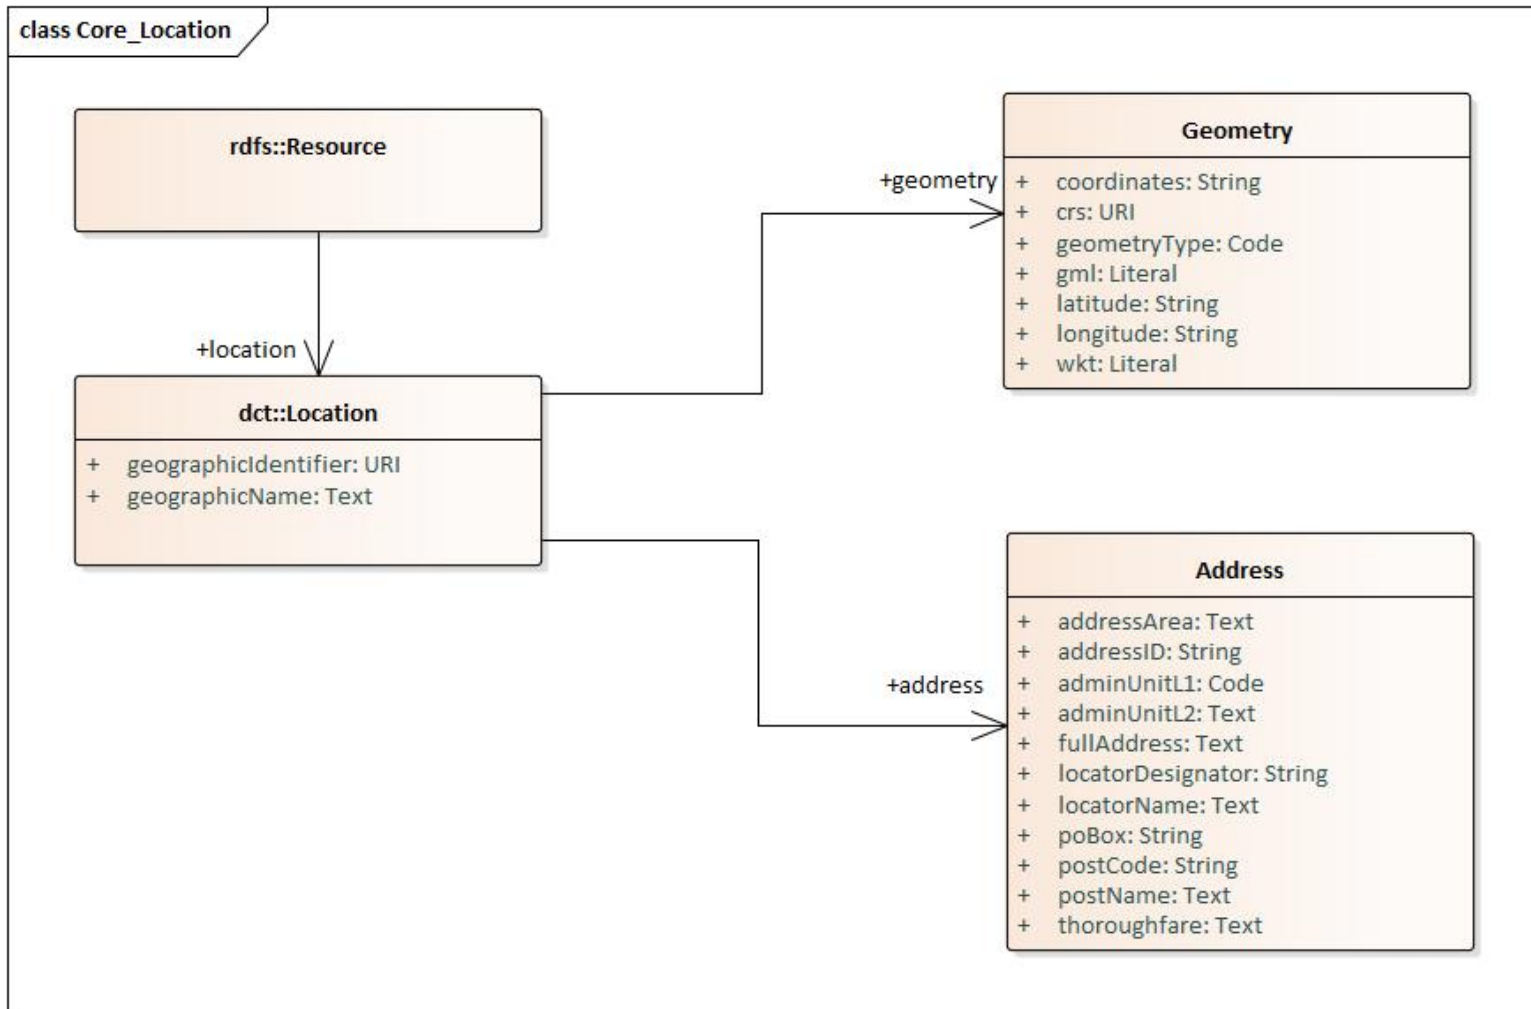 class Core_Location
rdfs::Resource
+location
dct::Location
+ geographicIdentifier: URI
+ geographicName: Text
+geometry
Geometry
+ coordinates: String
+ crs: URI
+ geometryType: Code
+ gml: Literal
+ latitude: String
+ longitude: String
+ wkt: Literal
+address
Address
+ addressArea: Text
+ addressID: String
+ adminUnitL1: Code
+ adminUnitL2: Text
+ fullAddress: Text
+ locatorDesignator: String
+ locatorName: Text
+ poBox: String
+ postCode: String
+ postName: Text
+ thoroughfare: Text